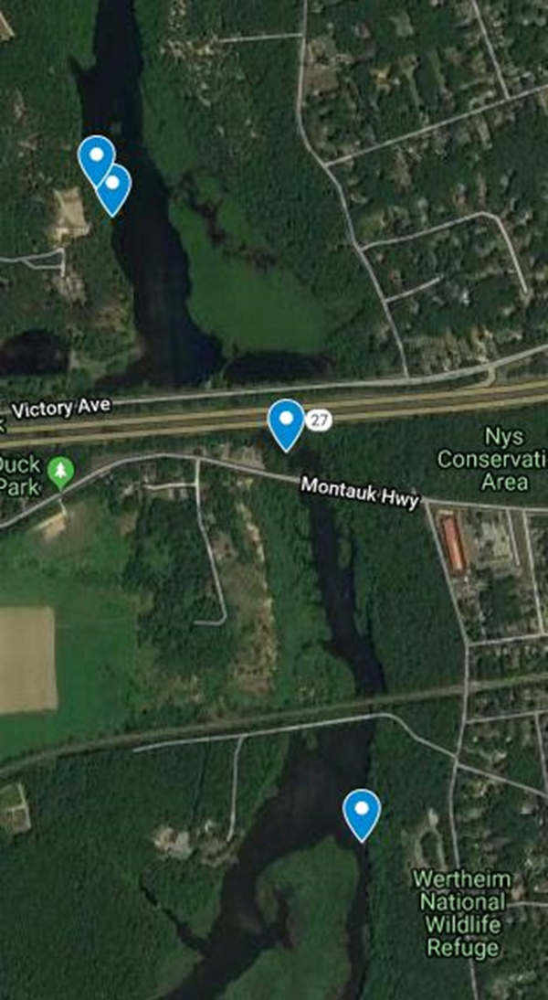 Victory Ave
k
27
Duck
Park
Nys
Conservati
Area
Montauk Hwy
Wertheim
National
Wildlife
Refuge